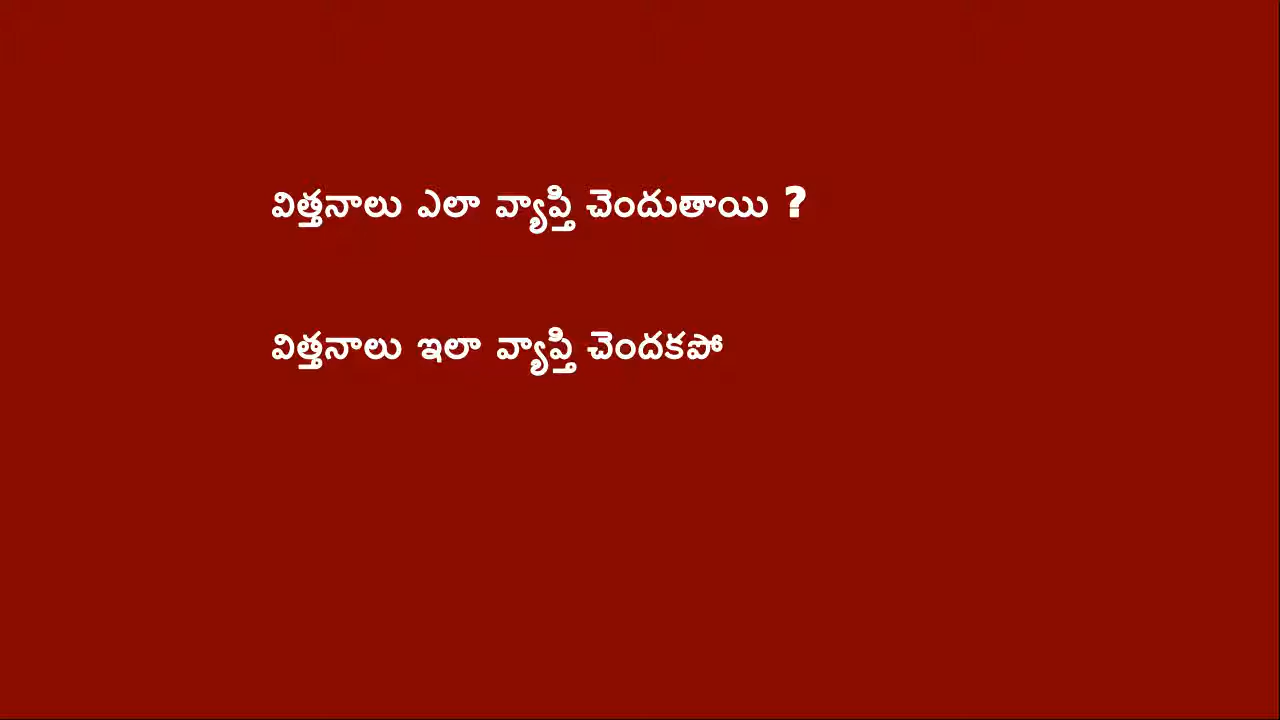 విత్తనాలు ఎలా వ్యాప్తి చెందుతాయి ?
విత్తనాలు ఇలా వ్యాప్తి చెందకపో